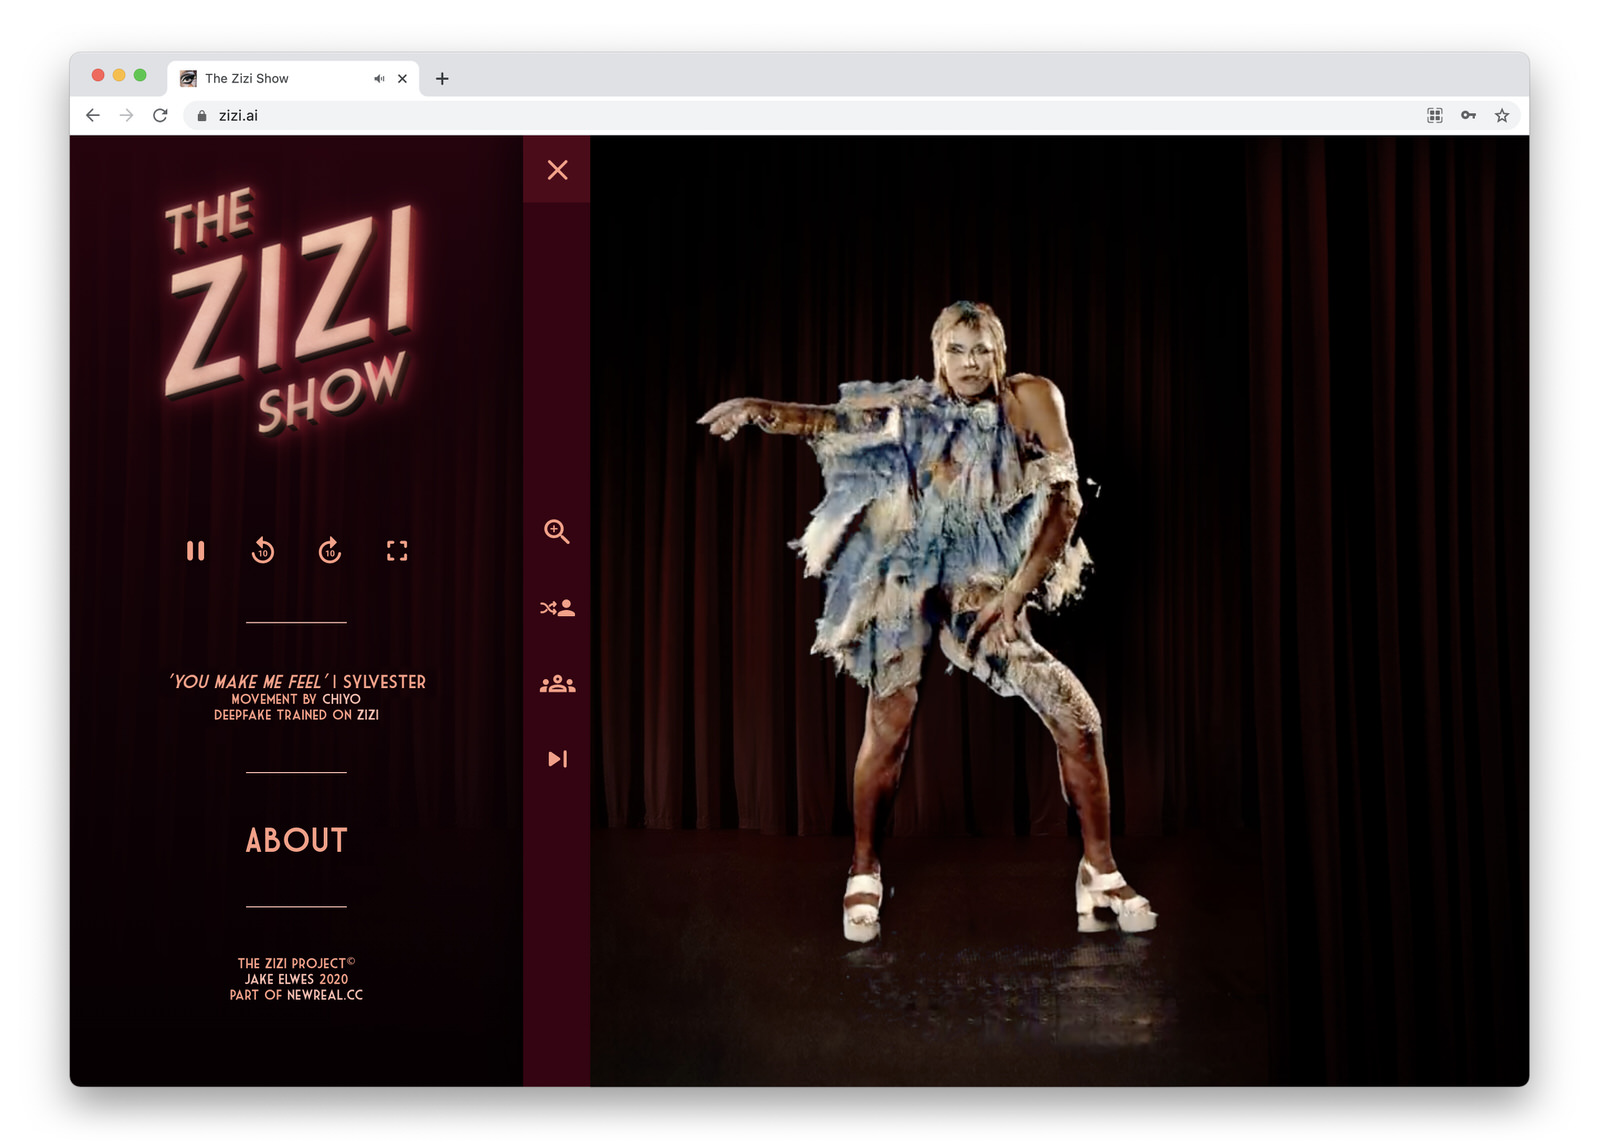 The Zizi Show
zizi.ai
THE
ZIZI
SHOW
10 10
'YOU MAKE ME FEEL' | SYLVESTER
MOVEMENT BY CHIYO
DEEPFAKE TRAINED ON ZIZI
ABOUT
THE ZIZI PROJECT©
JAKE ELWES 2020
PART OF NEWREAL.CC